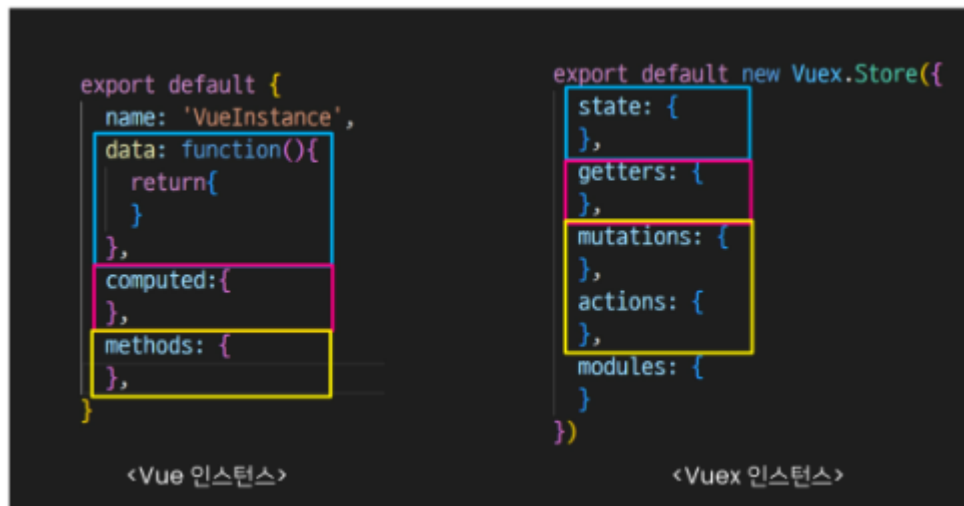 export default {
name: 'VueInstance',
data: function(){
return{
}
},
computed:{
},
methods: {
},
}
<Vue 인스턴스>
export default new Vuex.Store({
state: {
},
getters: {
},
mutations: {
},
actions: {
},
modules: {
}
})
<Vuex 인스턴스>